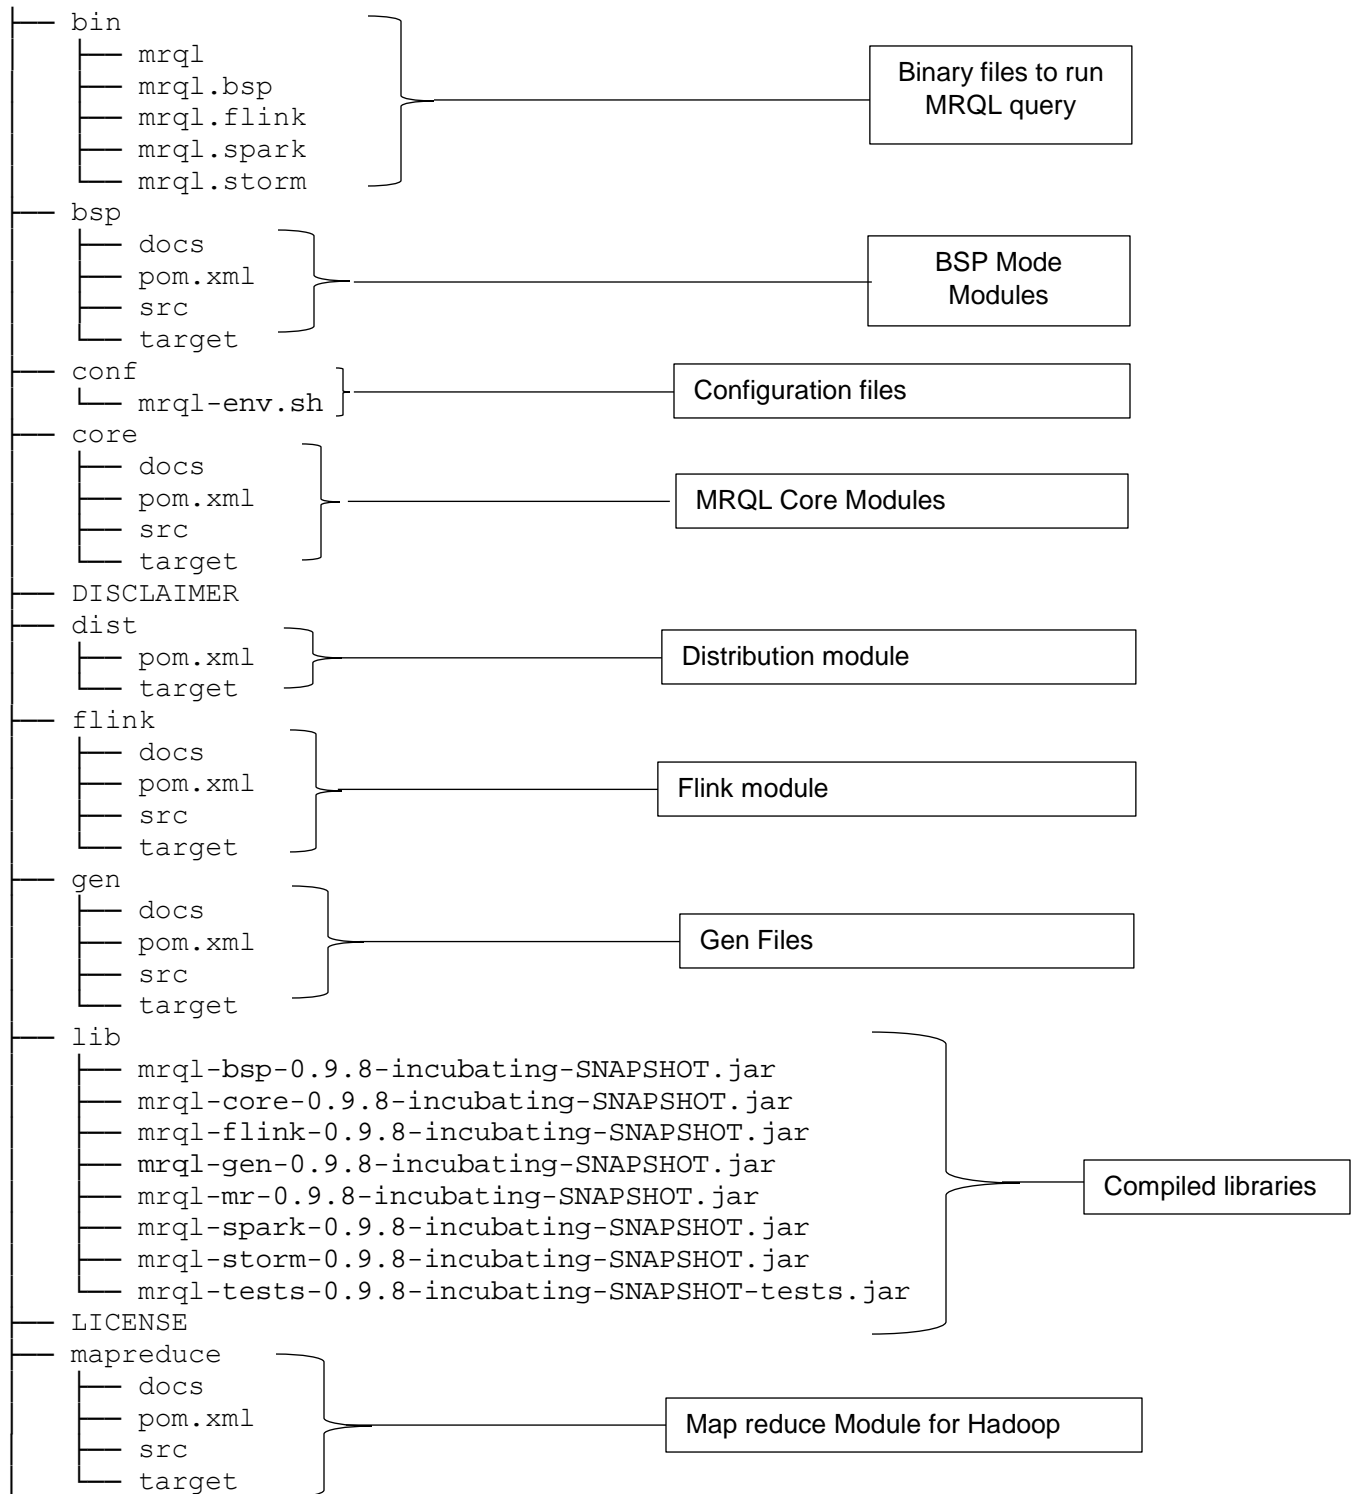 ├── bin
│   ├── mrql
│   ├── mrql.bsp
│   ├── mrql.flink
│   ├── mrql.spark
│   └── mrql.storm
Binary files to run
MRQL query
├── bsp
│   ├── docs
│   ├── pom.xml
│   ├── src
│   └── target
BSP Mode
Modules
├── conf
│   └── mrql-env.sh
Configuration files
├── core
│   ├── docs
│   ├── pom.xml
│   ├── src
│   └── target
MRQL Core Modules
├── DISCLAIMER
├── dist
│   ├── pom.xml
│   └── target
Distribution module
├── flink
│   ├── docs
│   ├── pom.xml
│   ├── src
│   └── target
Flink module
├── gen
│   ├── docs
│   ├── pom.xml
│   ├── src
│   └── target
Gen Files
├── lib
│   ├── mrql-bsp-0.9.8-incubating-SNAPSHOT.jar
│   ├── mrql-core-0.9.8-incubating-SNAPSHOT.jar
│   ├── mrql-flink-0.9.8-incubating-SNAPSHOT.jar
│   ├── mrql-gen-0.9.8-incubating-SNAPSHOT.jar
│   ├── mrql-mr-0.9.8-incubating-SNAPSHOT.jar
│   ├── mrql-spark-0.9.8-incubating-SNAPSHOT.jar
│   ├── mrql-storm-0.9.8-incubating-SNAPSHOT.jar
│   └── mrql-tests-0.9.8-incubating-SNAPSHOT-tests.jar
Compiled libraries
├── LICENSE
├── mapreduce
│   ├── docs
│   ├── pom.xml
│   ├── src
│   └── target
Map reduce Module for Hadoop